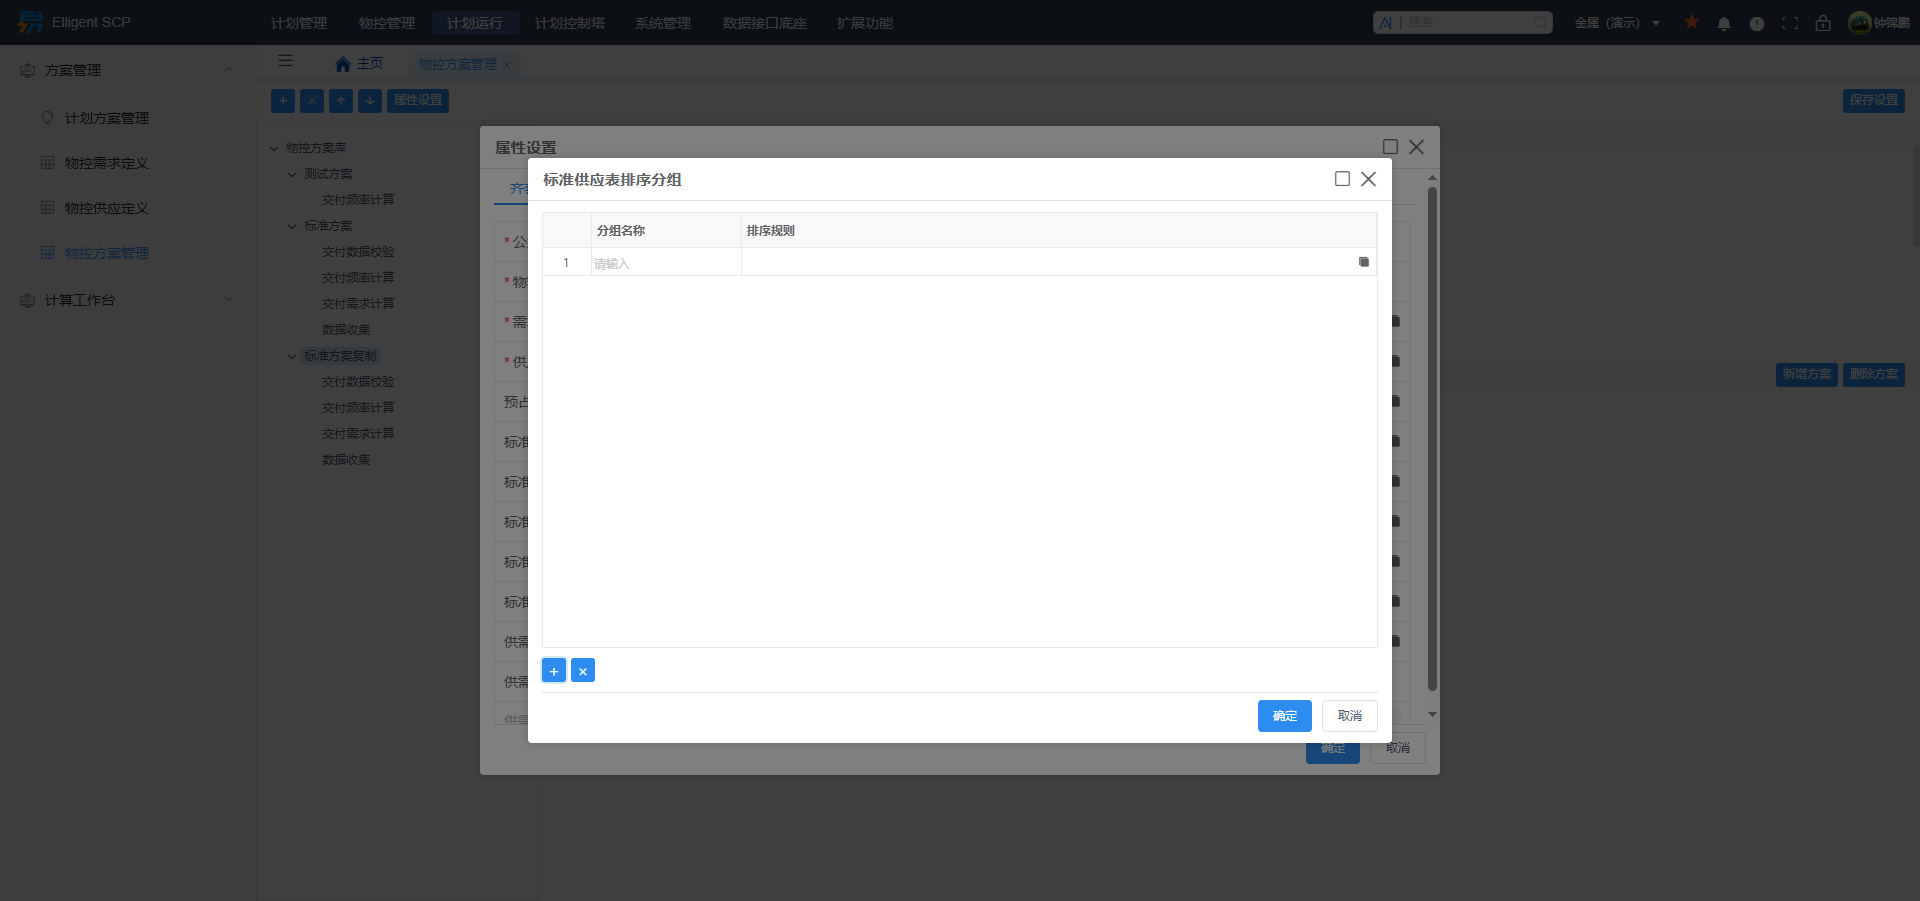 Elligent SCP
计划管理
物控管理
计划运行
计划控制塔
系统管理
数据接口底座
扩展功能
AI | 搜索
金属（演示）
钟锦鹏
方案管理
计划方案管理
物控需求定义
物控供应定义
物控方案管理
计算工作台
主页
物控方案管理
属性设置
保存设置
物控方案库
测试方案
交付频率计算
标准方案
交付数据校验
交付频率计算
交付需求计算
数据收集
标准方案复制
交付数据校验
交付频率计算
交付需求计算
数据收集
新增方案
删除方案
属性设置
* 物
* 需
* 供
预占
标准
标准
标准
标准
标准
供需
供需
供需
确定
取消
标准供应表排序分组
分组名称
排序规则
1
请输入
确定
取消